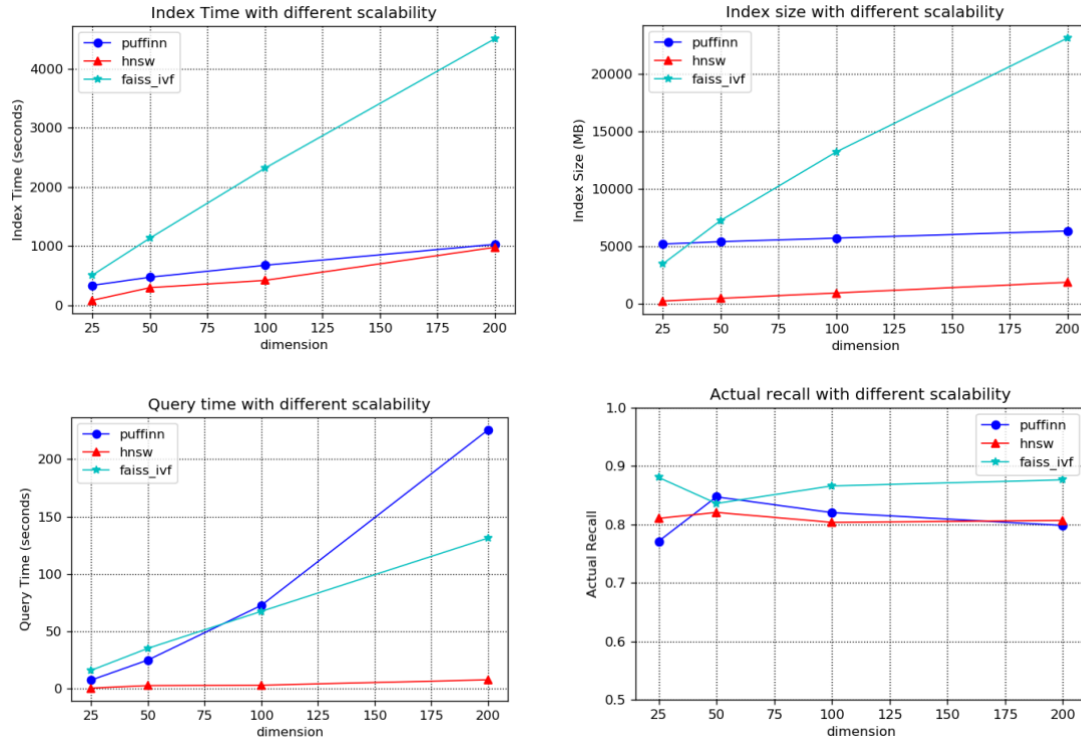 Index Time with different scalability
puffinn
hnsw
faiss_ivf
Index Time (seconds)
4000
3000
2000
1000
0
25 50 75 100 125 150 175 200
dimension
Index size with different scalability
puffinn
hnsw
faiss_ivf
Index Size (MB)
20000
15000
10000
5000
0
25 50 75 100 125 150 175 200
dimension
Query time with different scalability
puffinn
hnsw
faiss_ivf
Query Time (seconds)
200
150
100
50
0
25 50 75 100 125 150 175 200
dimension
Actual recall with different scalability
puffinn
hnsw
faiss_ivf
Actual Recall
1.0
0.9
0.8
0.7
0.6
0.5
25 50 75 100 125 150 175 200
dimension